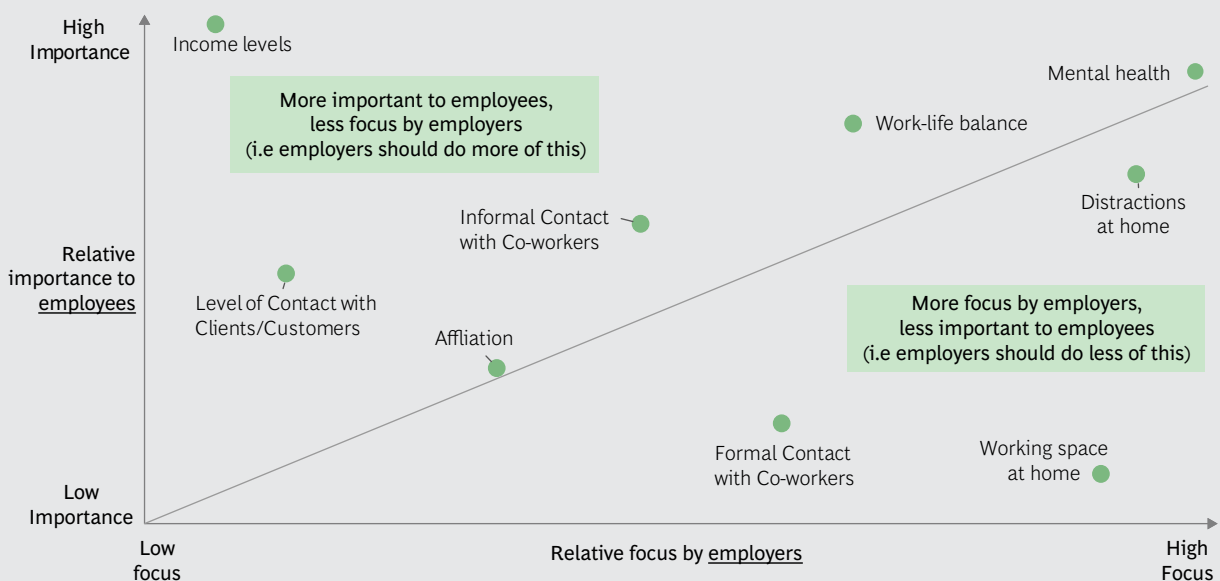 High
Importance
Income levels
More important to employees,
less focus by employers
(i.e employers should do more of this)
Mental health
Work-life balance
Distractions
at home
Informal Contact
with Co-workers
Relative
importance to
employees
Level of Contact with
Clients/Customers
Affliation
More focus by employers,
less important to employees
(i.e employers should do less of this)
Formal Contact
with Co-workers
Working space
at home
Low
Importance
Low
focus
Relative focus by employers
High
Focus